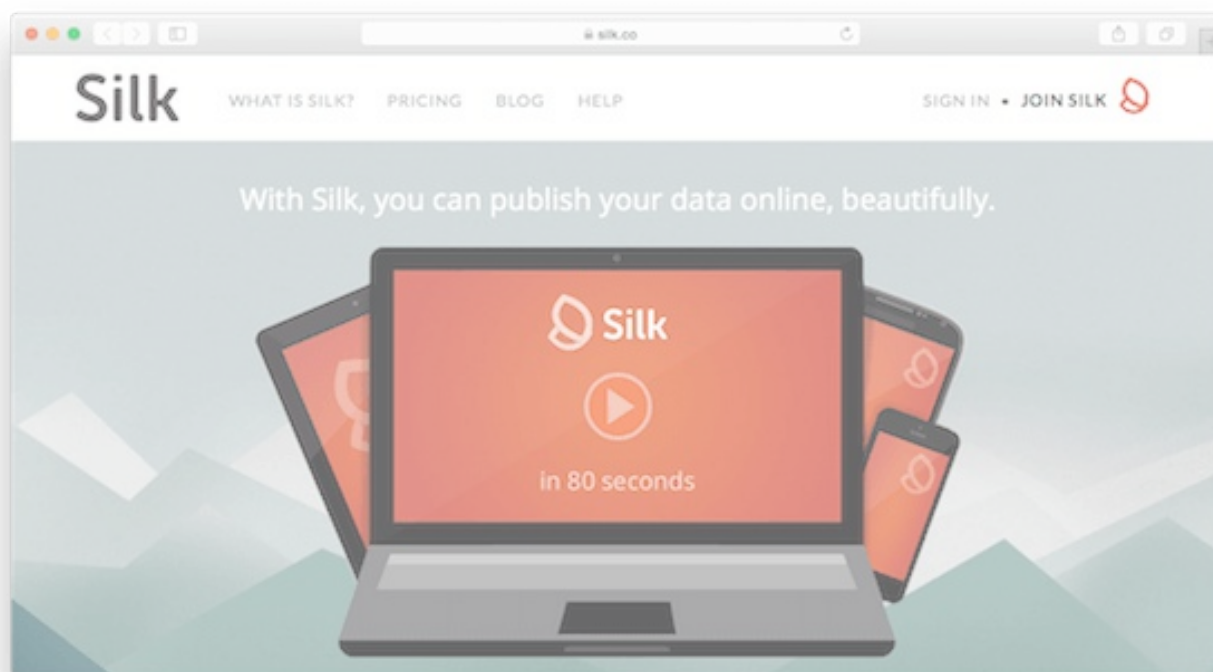 silk.co
Silk WHAT IS SILK? PRICING BLOG HELP SIGN IN • JOIN SILK
With Silk, you can publish your data online, beautifully.
Silk
in 80 seconds